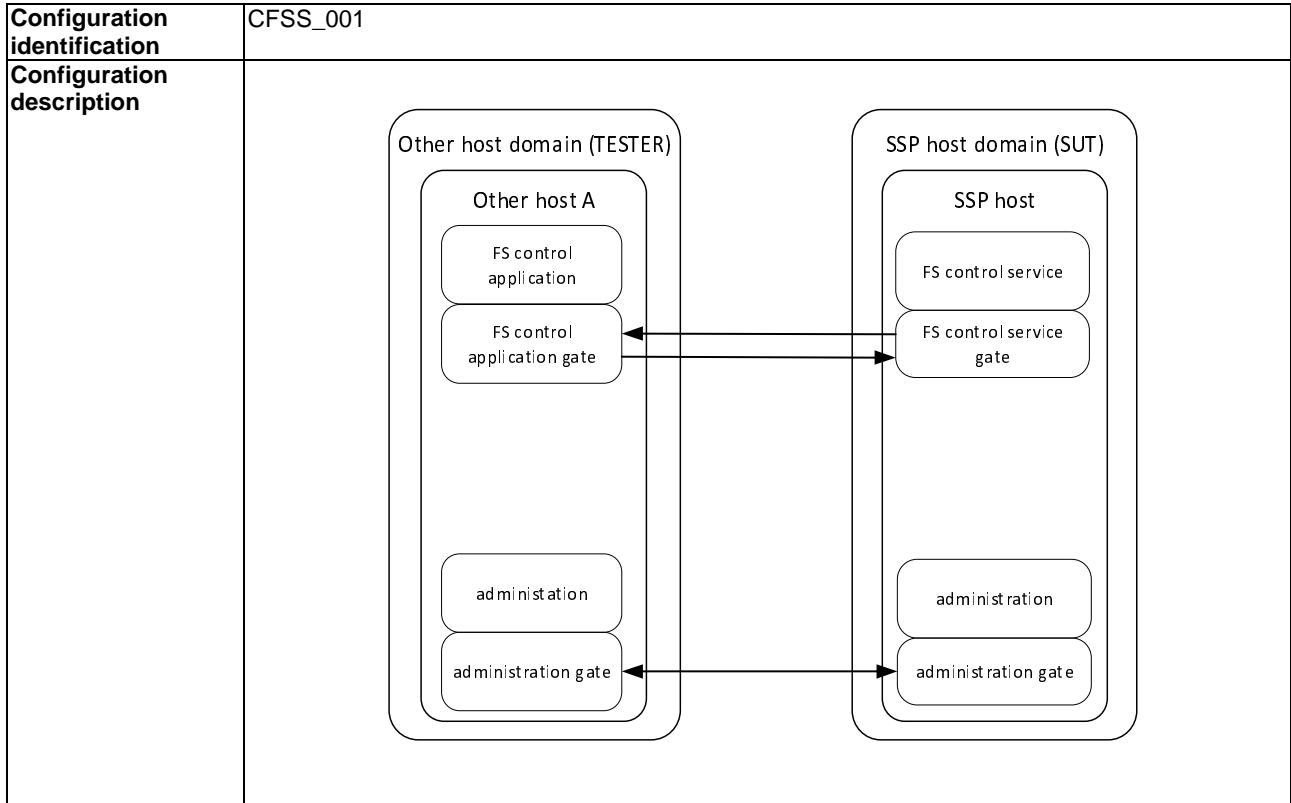 Configuration
identification
CFSS_001
Configuration
description
Other host domain (TESTER)
Other host A
FS control
application
FS control
application gate
administation
administration gate
SSP host domain (SUT)
SSP host
FS control service
FS control service
gate
administration
administration gate